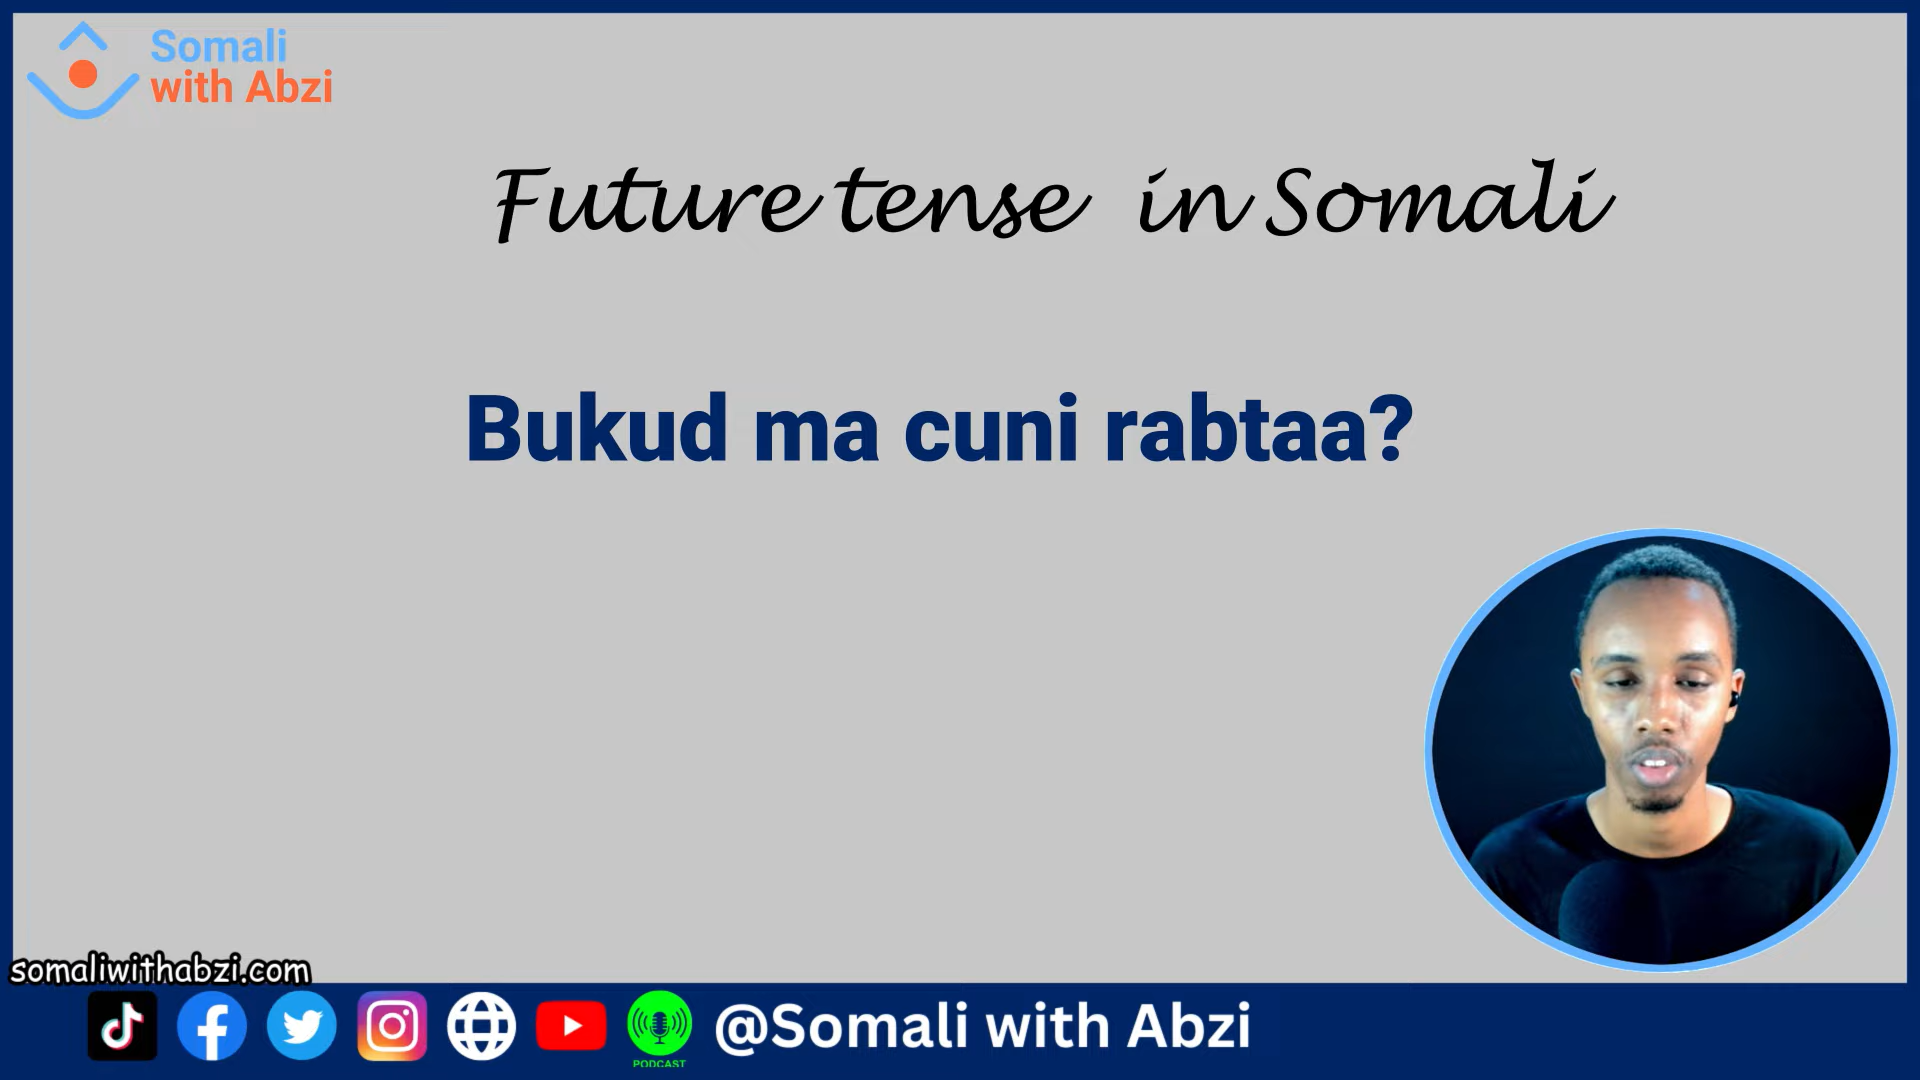 Somali
with Abzi
Future tense in Somali
Bukud ma cuni rabtaa?
somaliwithabzi.com
PODCAST
@Somali with Abzi